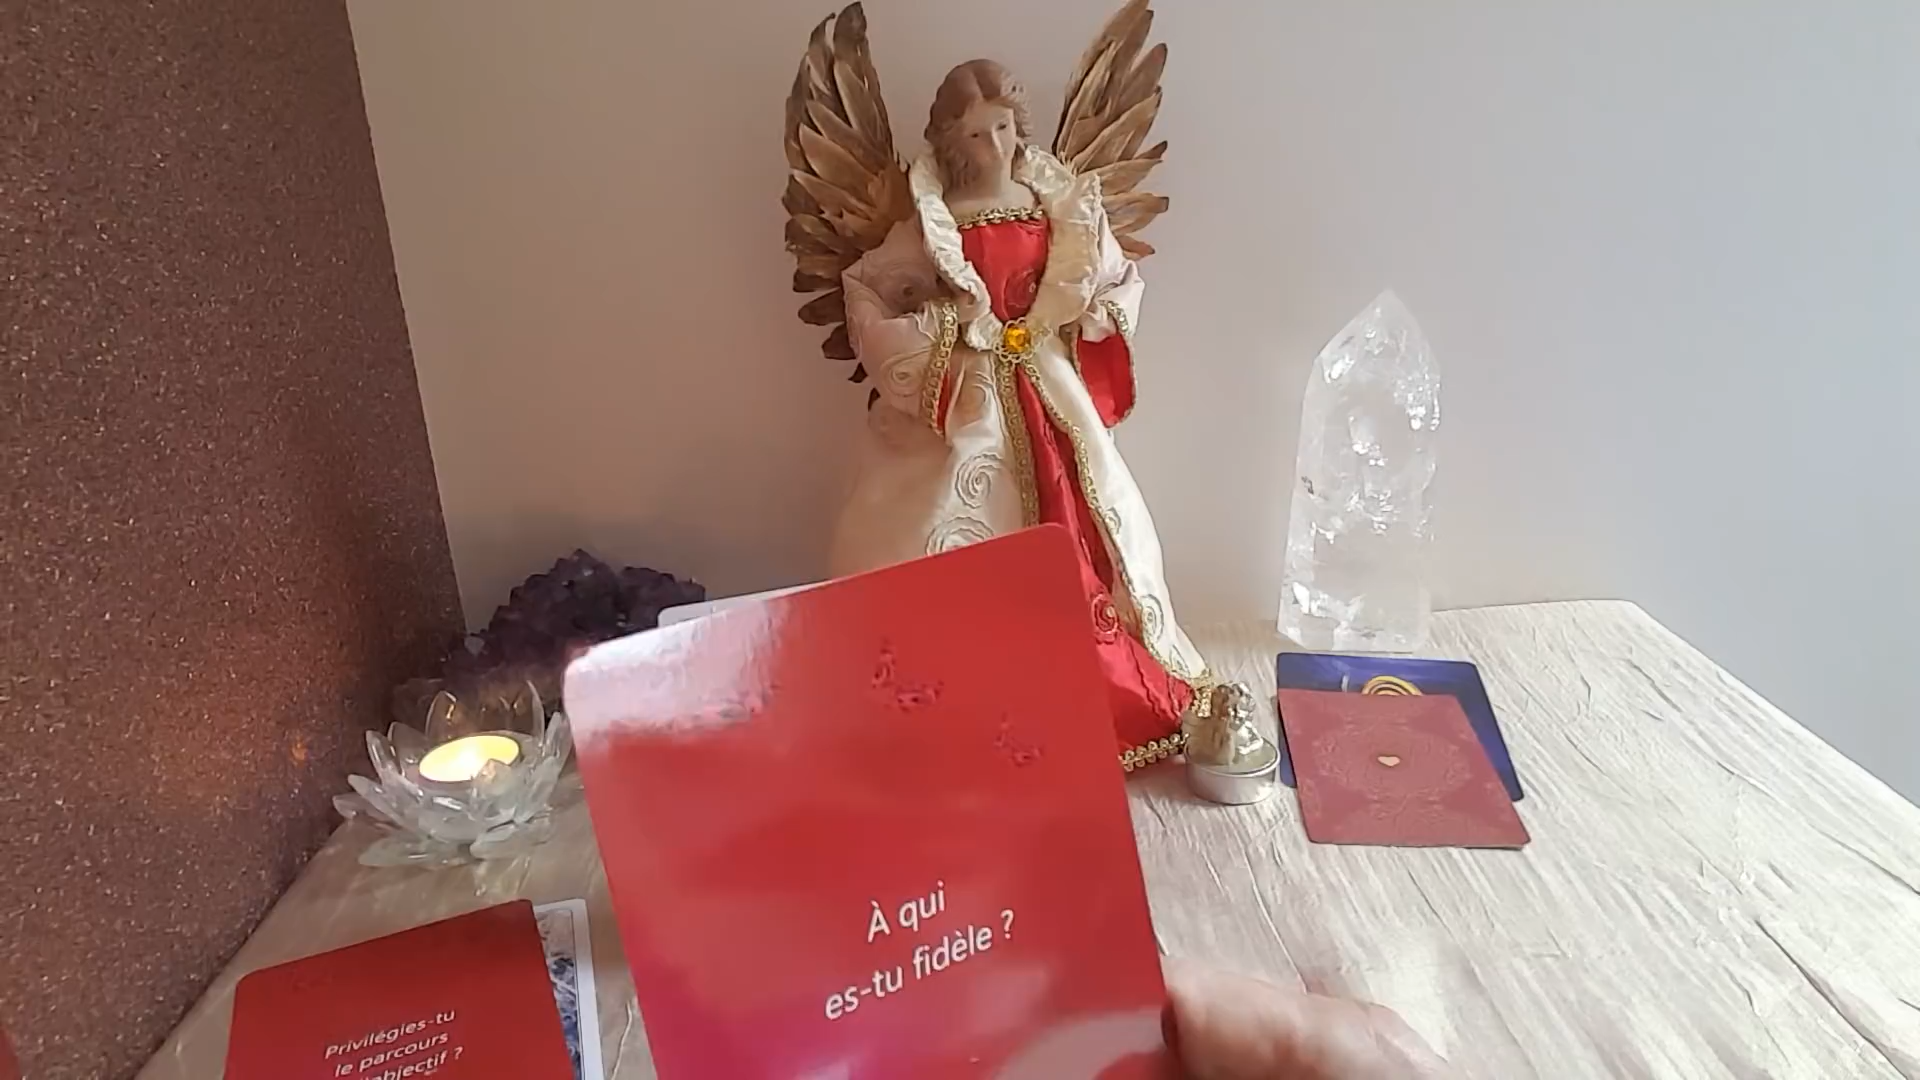 À qui
es-tu fidèle ?
Privilégies-tu
le parcours
l'objectif ?